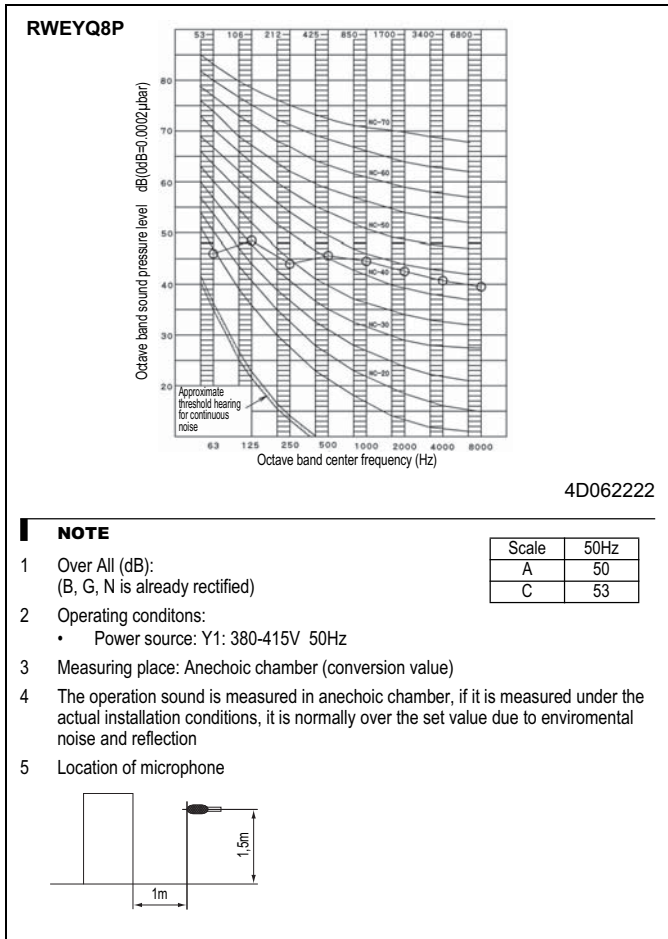 RWEYQ8P
53 106 212 425 850 1700 3400 6800
Octave band sound pressure level dB(0dB=0.0002µbar)
80
70
60
50
40
30
20
NC-70
NC-60
NC-50
NC-40
NC-30
NC-20
Approximate
threshold hearing
for continuous
noise
63 125 250 500 1000 2000 4000 8000
Octave band center frequency (Hz)
4D062222
NOTE
1 Over All (dB):
(B, G, N is already rectified)
Scale 50Hz
A 50
C 53
2 Operating conditons:
• Power source: Y1: 380-415V 50Hz
3 Measuring place: Anechoic chamber (conversion value)
4 The operation sound is measured in anechoic chamber, if it is measured under the
actual installation conditions, it is normally over the set value due to enviromental
noise and reflection
5 Location of microphone
1,5m
1m